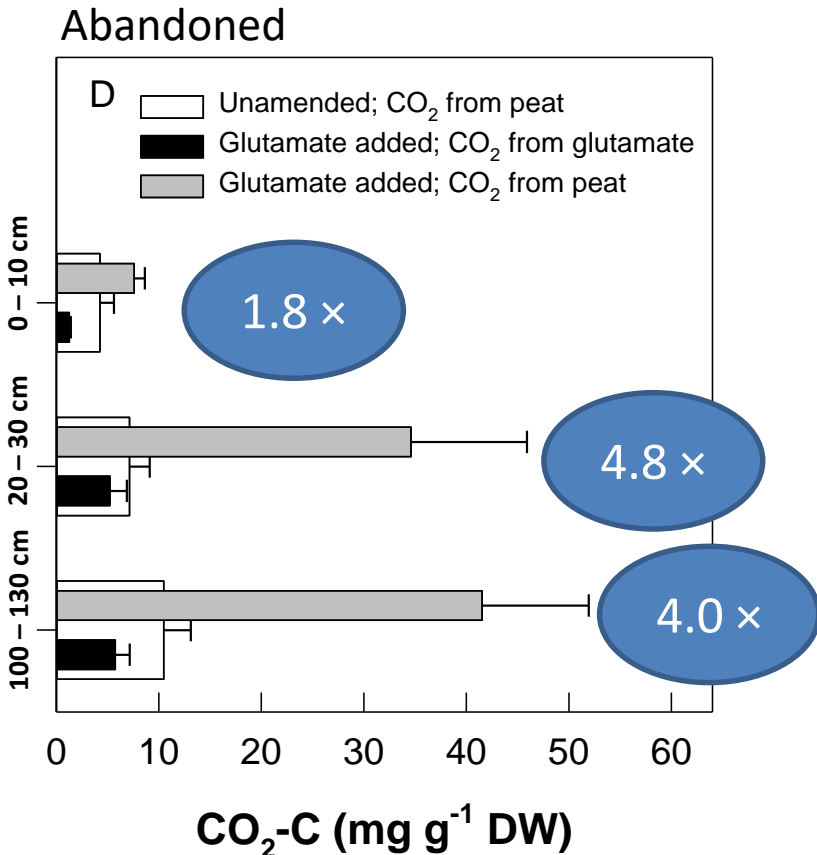 Abandoned
D
Unamended; CO₂ from peat
Glutamate added; CO₂ from glutamate
Glutamate added; CO₂ from peat
0 – 10 cm
1.8 ×
20 – 30 cm
4.8 ×
100 – 130 cm
4.0 ×
0 10 20 30 40 50 60
CO₂-C (mg g⁻¹ DW)